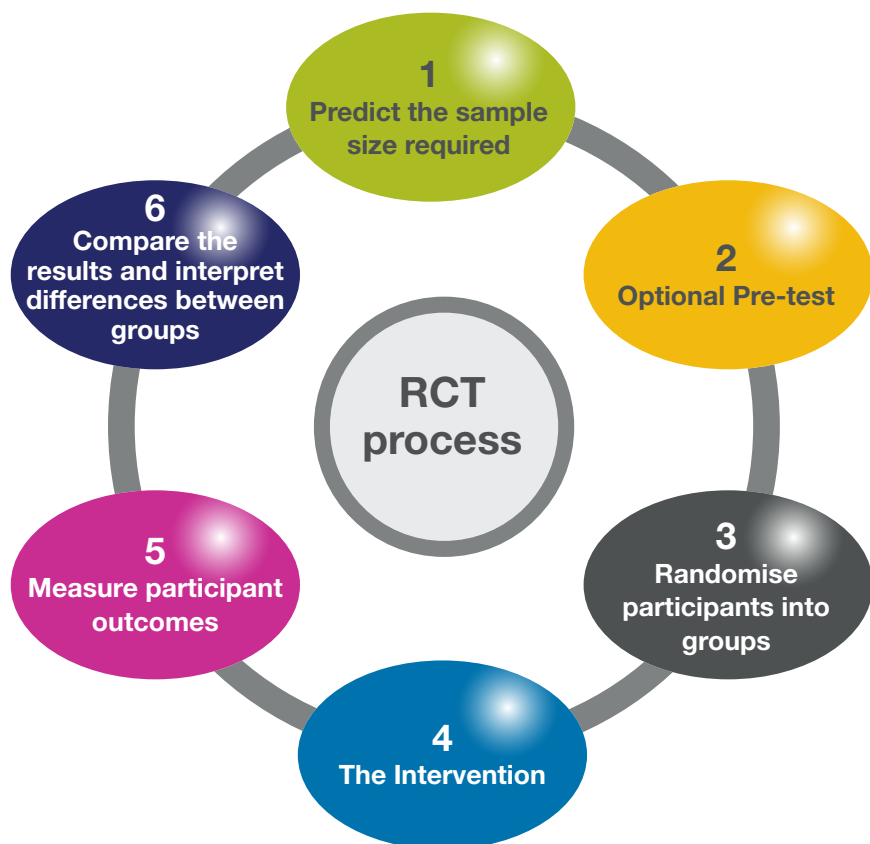 1
Predict the sample
size required
2
Optional Pre-test
3
Randomise
participants into
groups
4
The Intervention
5
Measure participant
outcomes
6
Compare the
results and interpret
differences between
groups
RCT
process